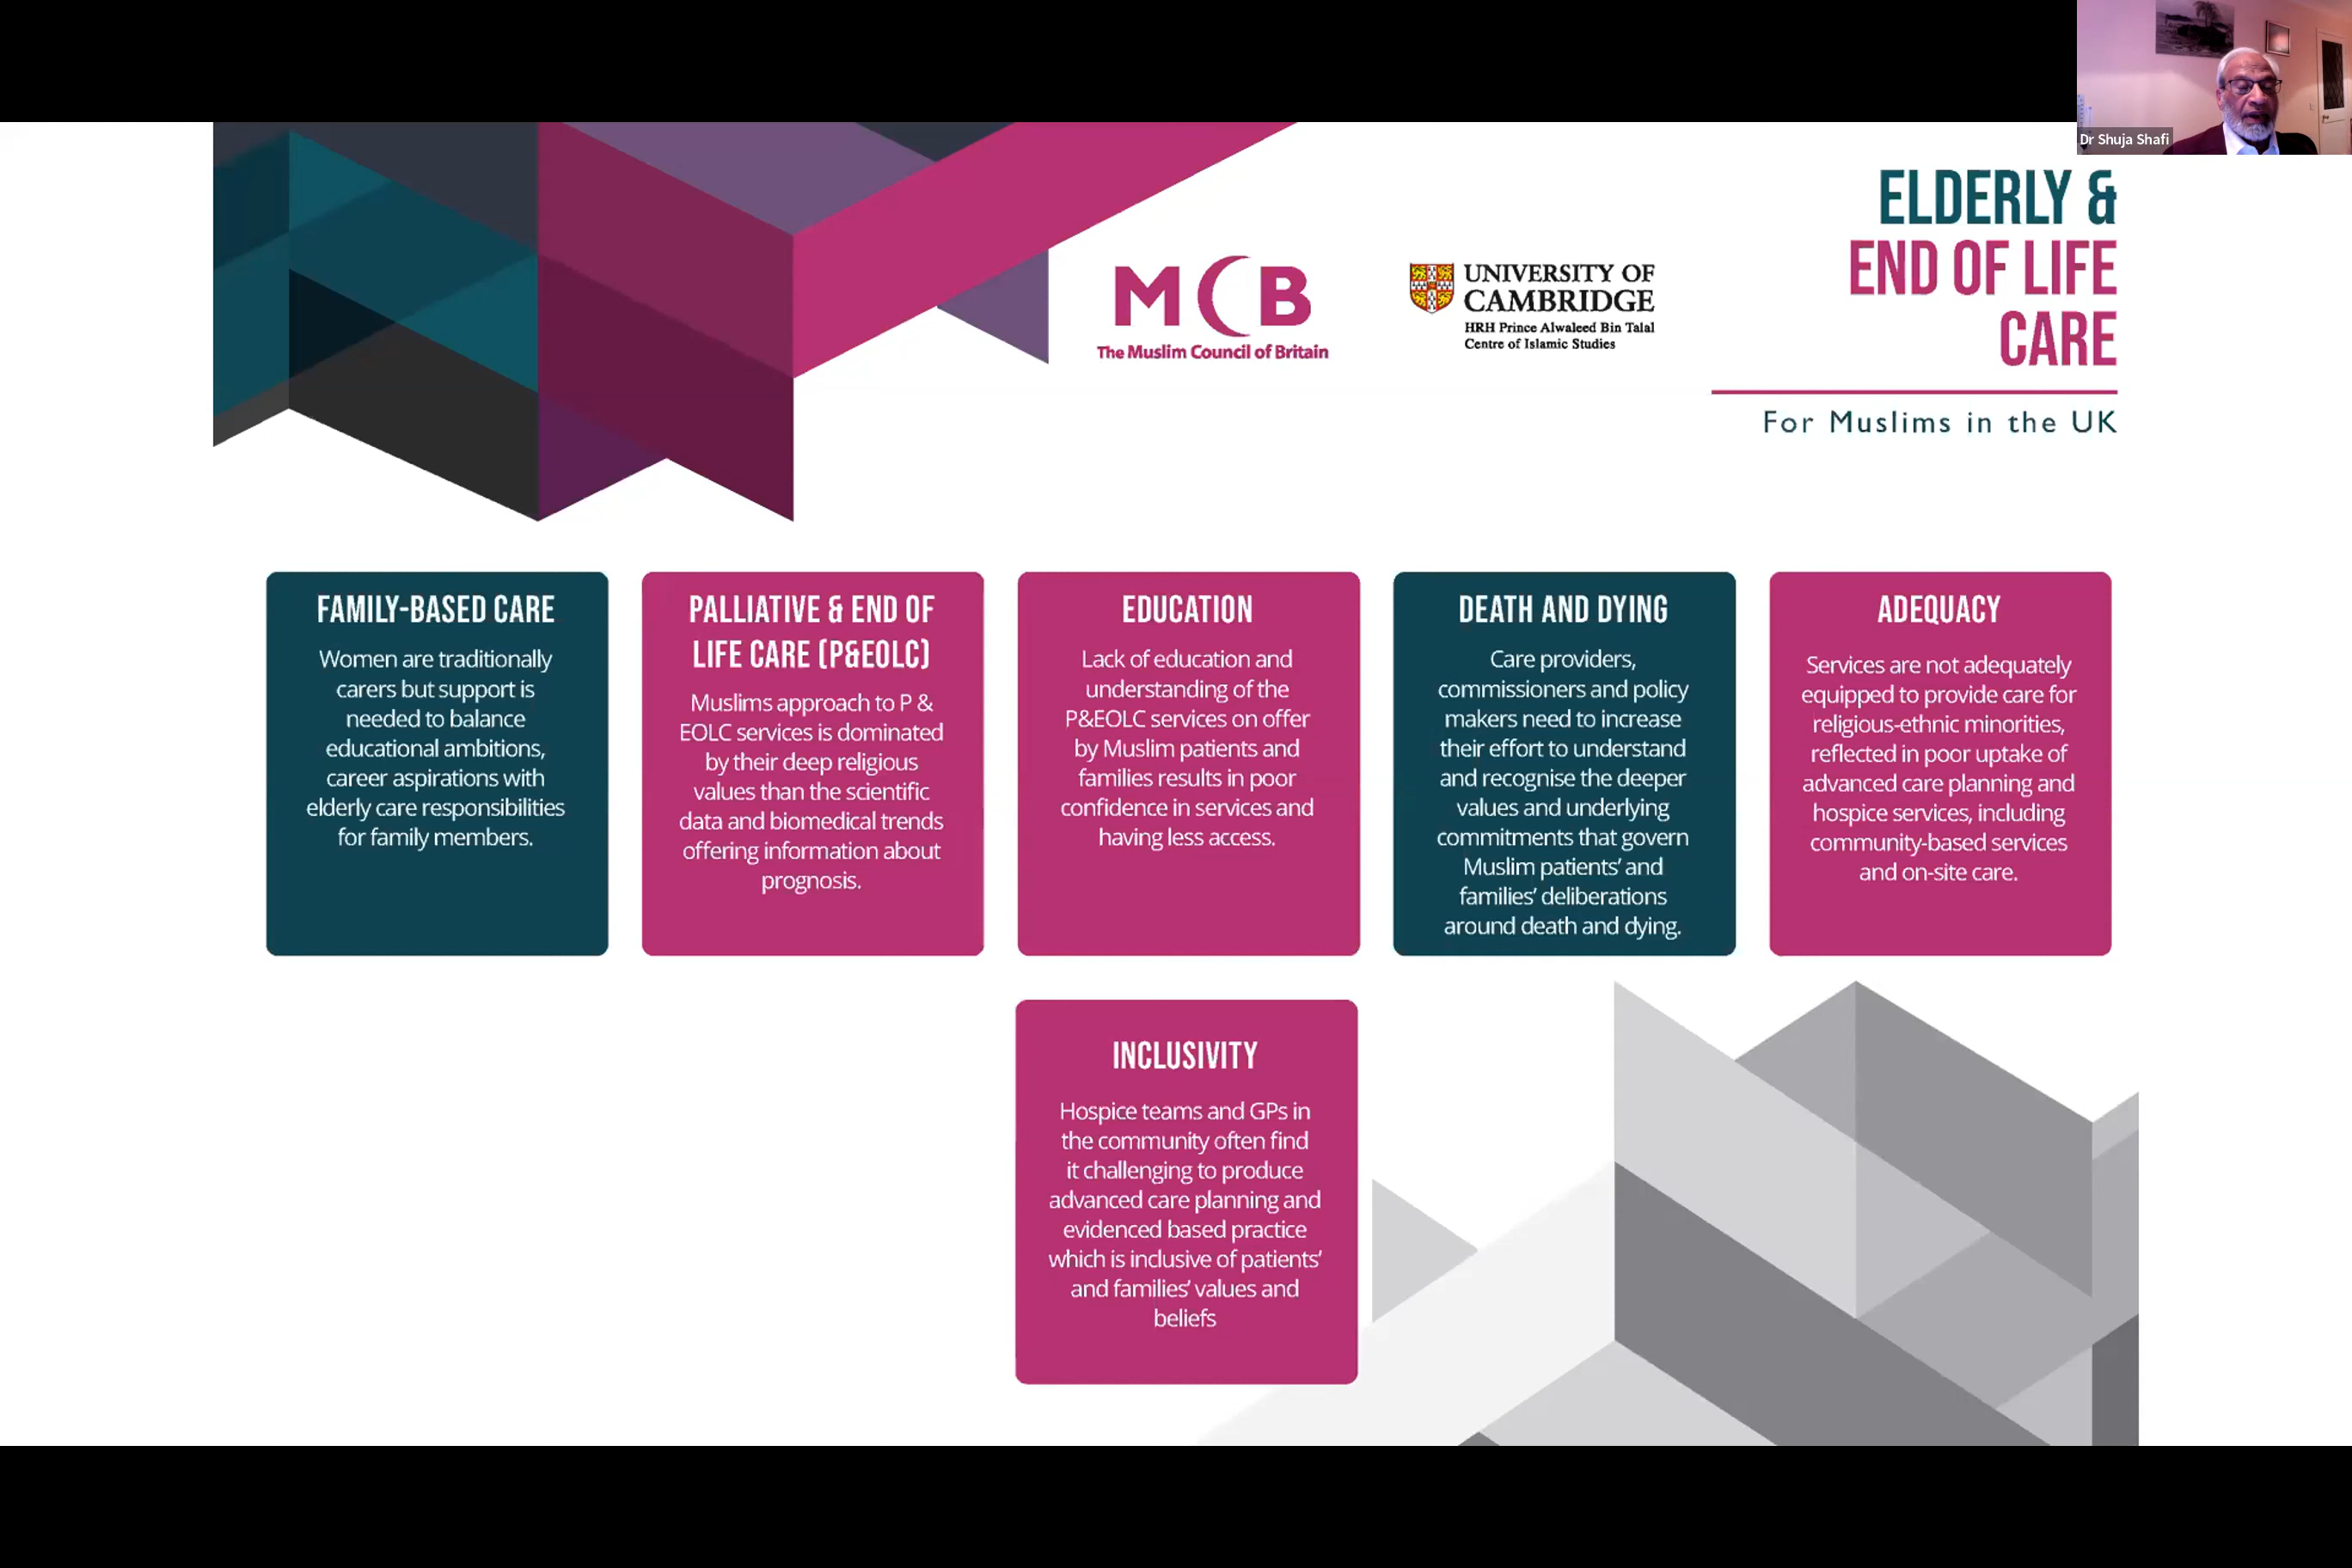 Dr Shuja Shafi
ELDERLY &
END OF LIFE
CARE
For Muslims in the UK
MCB
The Muslim Council of Britain
UNIVERSITY OF
CAMBRIDGE
HRH Prince Alwaleed Bin Talal
Centre of Islamic Studies
FAMILY-BASED CARE
Women are traditionally
carers but support is
needed to balance
educational ambitions,
career aspirations with
elderly care responsibilities
for family members.
PALLIATIVE & END OF
LIFE CARE (P&EOLC)
Muslims approach to P &
EOLC services is dominated
by their deep religious
values than the scientific
data and biomedical trends
offering information about
prognosis.
EDUCATION
Lack of education and
understanding of the
P&EOLC services on offer
by Muslim patients and
families results in poor
confidence in services and
having less access.
DEATH AND DYING
Care providers,
commissioners and policy
makers need to increase
their effort to understand
and recognise the deeper
values and underlying
commitments that govern
Muslim patients' and
families' deliberations
around death and dying.
ADEQUACY
Services are not adequately
equipped to provide care for
religious-ethnic minorities,
reflected in poor uptake of
advanced care planning and
hospice services, including
community-based services
and on-site care.
INCLUSIVITY
Hospice teams and GPs in
the community often find
it challenging to produce
advanced care planning and
evidenced based practice
which is inclusive of patients'
and families' values and
beliefs